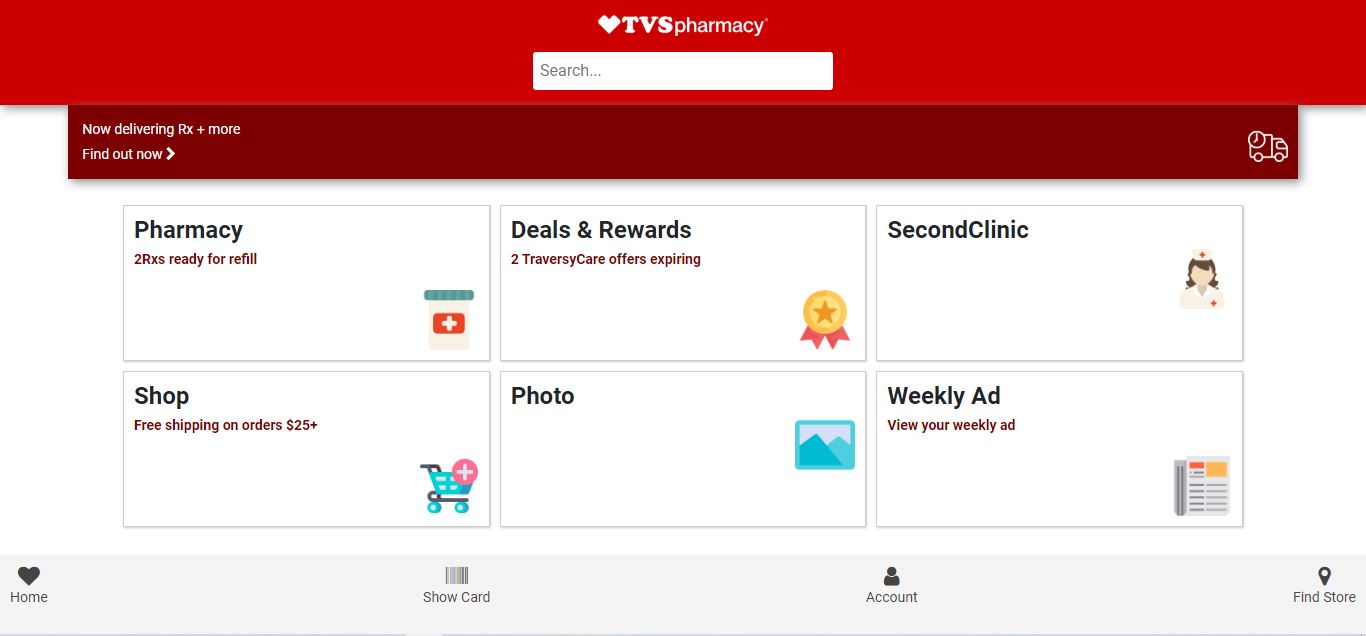 TVSpharmacy
Search...
Now delivering Rx + more
Find out now
Pharmacy
2Rxs ready for refill
Deals & Rewards
2 TraversyCare offers expiring
SecondClinic
Shop
Free shipping on orders $25+
Photo
Weekly Ad
View your weekly ad
Home
Show Card
Account
Find Store